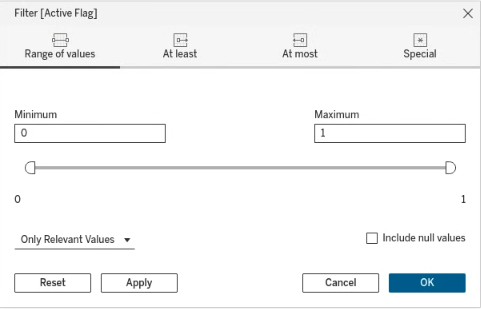 Filter [Active Flag]
Range of values At least At most Special
Minimum Maximum
0 1
0 1
Only Relevant Values Include null values
Reset Apply Cancel OK